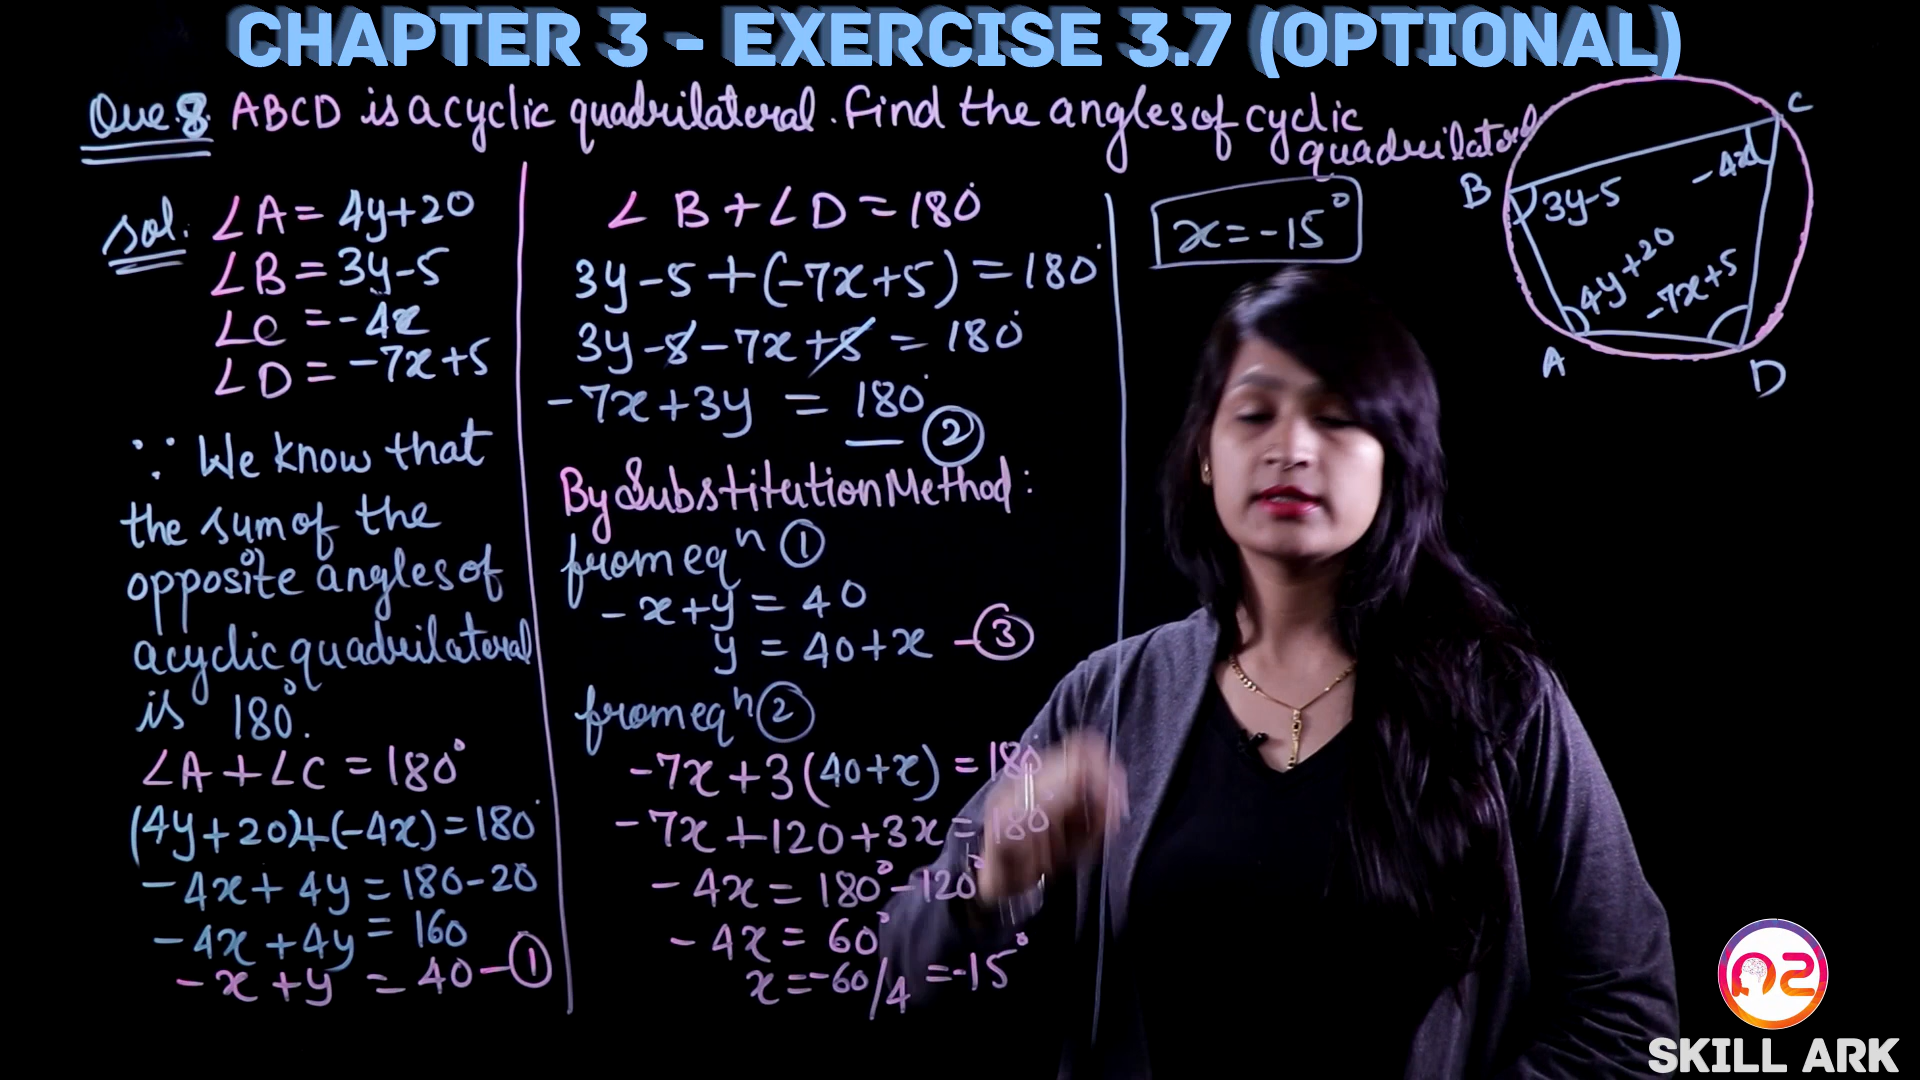 CHAPTER 3 - EXERCISE 3.7 (OPTIONAL)
Que.8. ABCD is a cyclic quadrilateral. Find the angles of cyclic quadrilateral
sol. ∠A = 4y+20
∠B = 3y-5
∠C = -4x
∠D = -7x+5
∵ We know that
the sum of the
opposite angles of
a cyclic quadrilateral
is 180°.
∠A + ∠C = 180°
(4y+20)+(-4x) = 180°
-4x + 4y = 180-20
-4x + 4y = 160
-x + y = 40 - ①
∠B + ∠D = 180°
3y-5+(-7x+5) = 180°
3y-5-7x+5 = 180°
-7x+3y = 180° ②
By Substitution Method:
from eqⁿ ①
-x+y = 40
y = 40+x - ③
from eqⁿ ②
-7x+3(40+x) = 180°
-7x+120+3x = 180°
-4x = 180°-120°
-4x = 60°
x = -60/4 = -15°
x = -15°
C
-4x
B
3y-5
4y+20
-7x+5
A
D
SKILL ARK